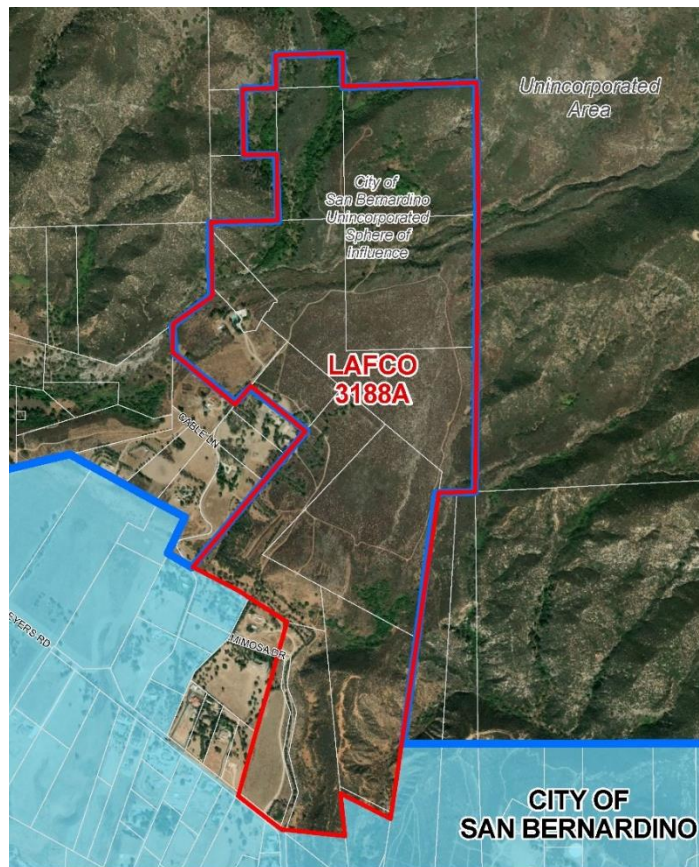 Unincorporated
Area
City of
San Bernardino
Unincorporated
Sphere of
Influence
LAFCO
3188A
CABLE LN
MIMOSA DR
EYERS RD
CITY OF
SAN BERNARDINO